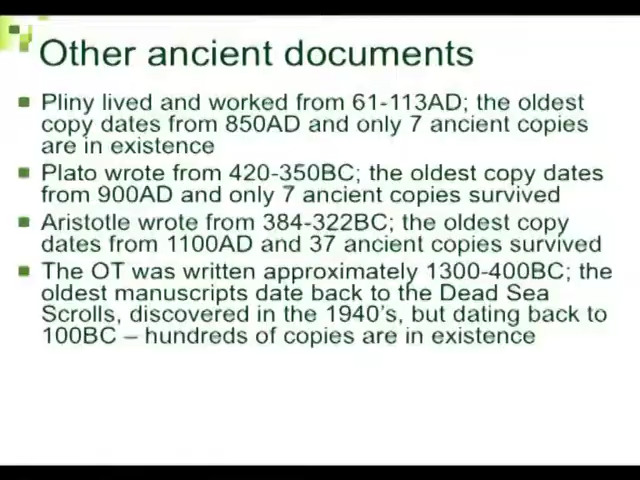 Other ancient documents
Pliny lived and worked from 61-113AD; the oldest
copy dates from 850AD and only 7 ancient copies
are in existence
Plato wrote from 420-350BC; the oldest copy dates
from 900AD and only 7 ancient copies survived
Aristotle wrote from 384-322BC; the oldest copy
dates from 1100AD and 37 ancient copies survived
The OT was written approximately 1300-400BC; the
oldest manuscripts date back to the Dead Sea
Scrolls, discovered in the 1940's, but dating back to
100BC – hundreds of copies are in existence